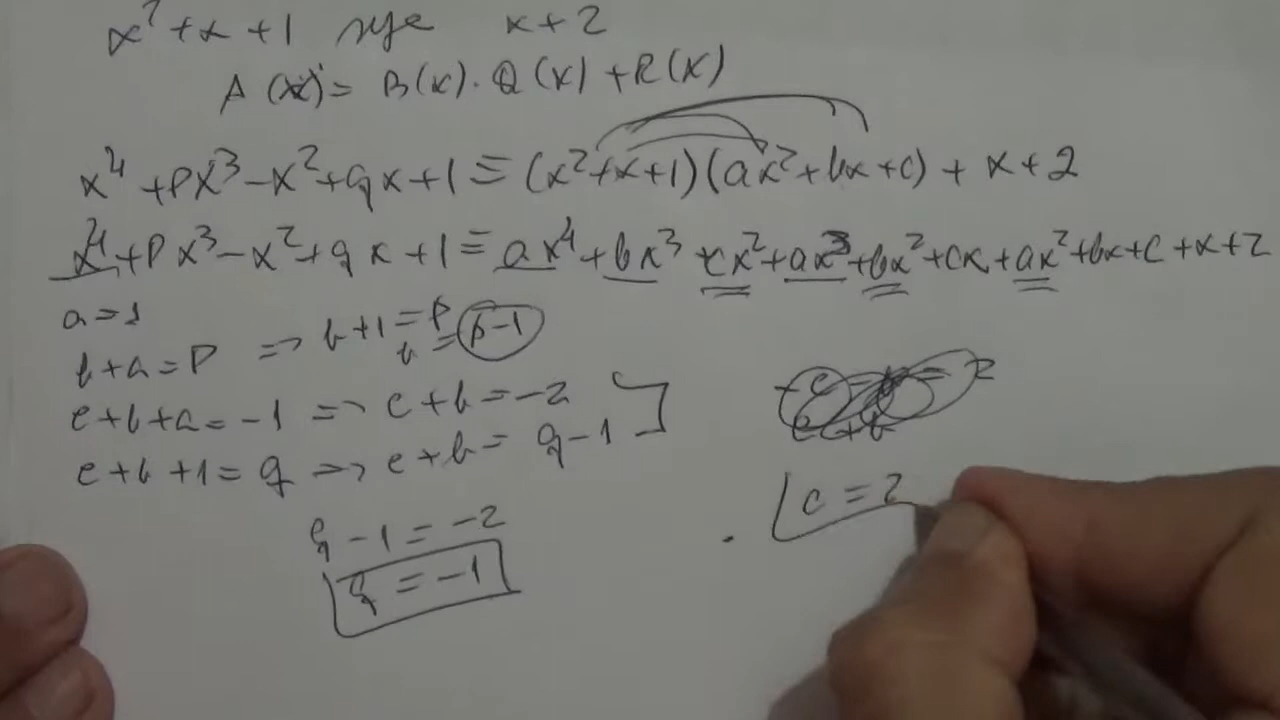 x² + x + 1 њује x + 2
A(x) = B(x) · Q(x) + R(x)
x⁴ + px³ - x² + qx + 1 ≡ (x² + x + 1)(ax² + bx + c) + x + 2
x⁴ + px³ - x² + qx + 1 ≡ ax⁴ + bx³ + cx² + ax³ + bx² + cx + ax² + bx + c + x + 2
a = 1
b + a = p => b + 1 = p
b = p - 1
c + b + a = -1 => c + b = -2
c + b + 1 = q => c + b = q - 1
q - 1 = -2
q = -1
c = 2